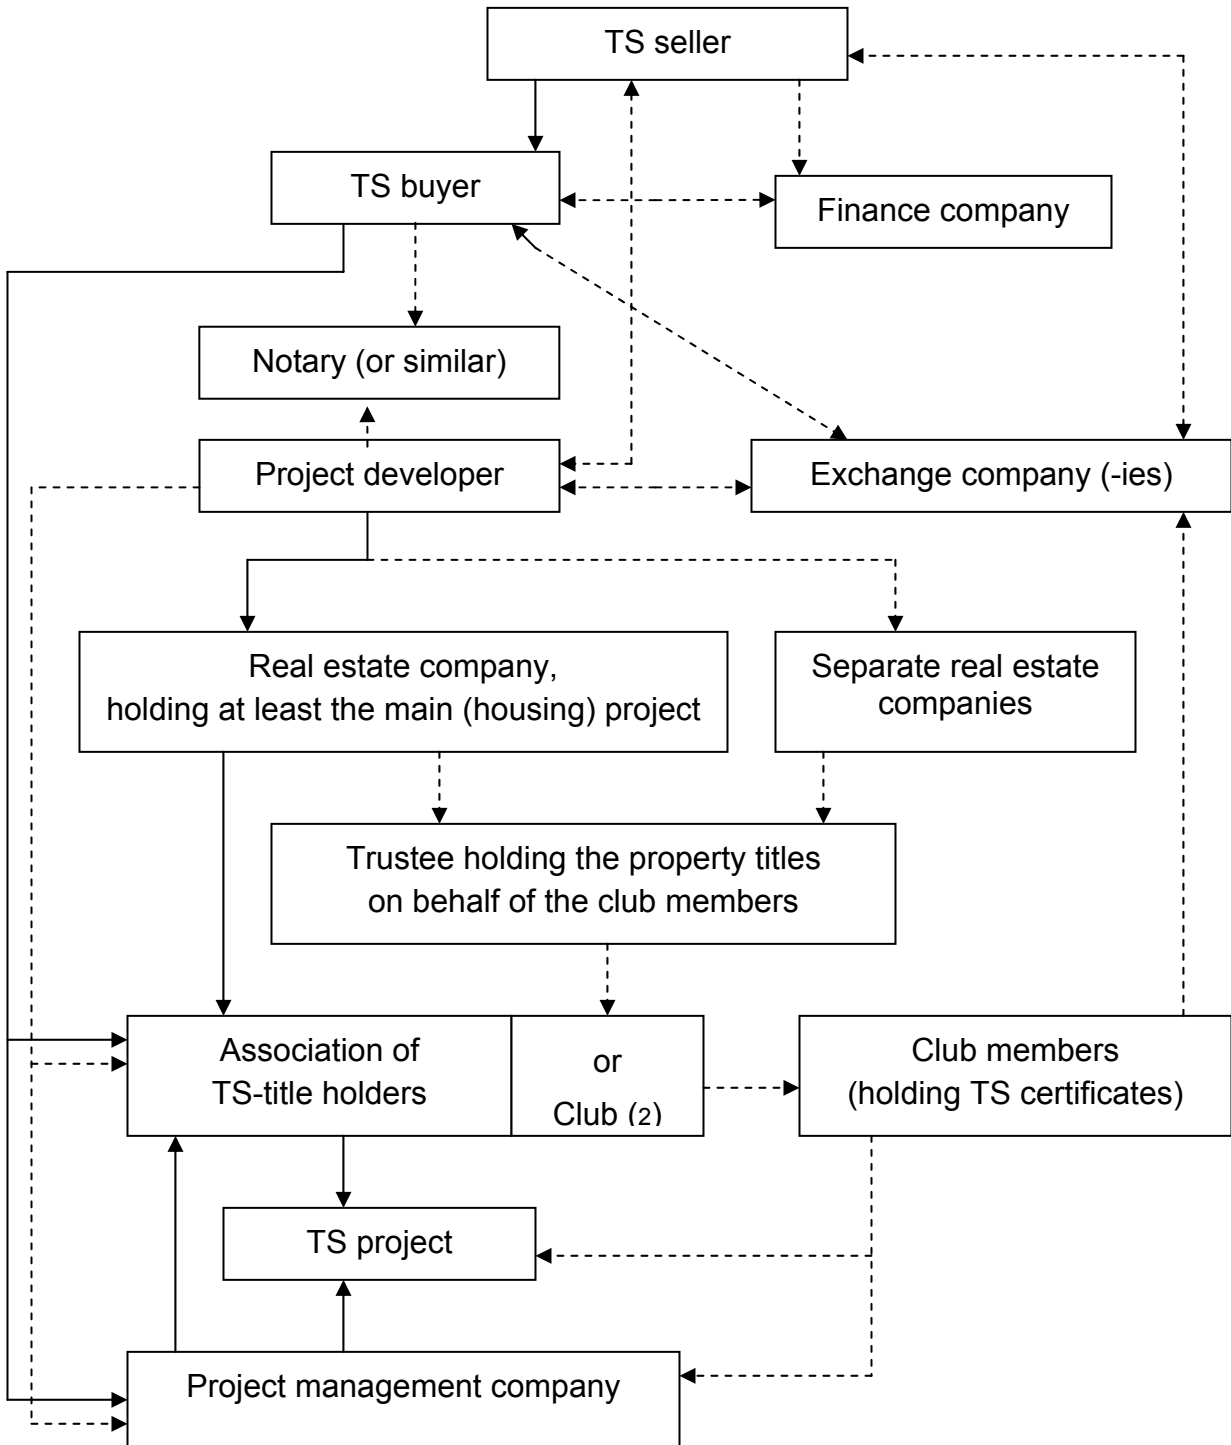 TS seller
TS buyer
Finance company
Notary (or similar)
Project developer
Exchange company (-ies)
Real estate company,
holding at least the main (housing) project
Separate real estate
companies
Trustee holding the property titles
on behalf of the club members
Association of
TS-title holders
or
Club (2)
Club members
(holding TS certificates)
TS project
Project management company